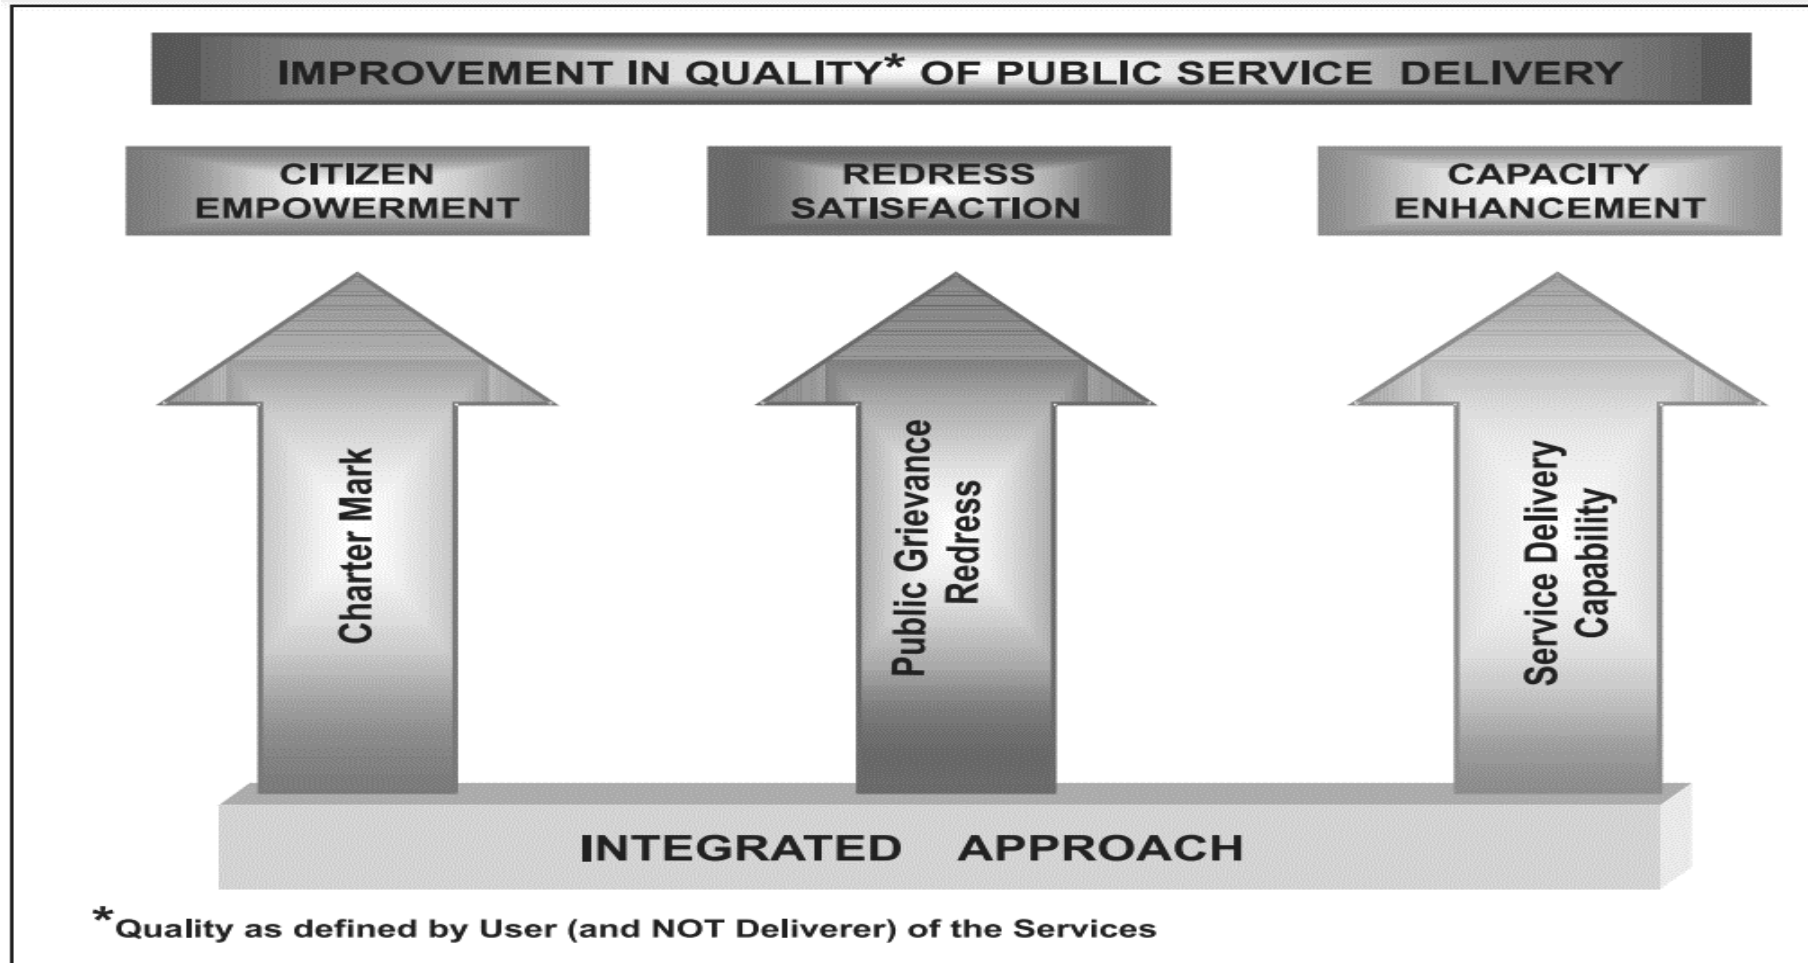 IMPROVEMENT IN QUALITY* OF PUBLIC SERVICE DELIVERY
CITIZEN
EMPOWERMENT
REDRESS
SATISFACTION
CAPACITY
ENHANCEMENT
Charter Mark
Public Grievance
Redress
Service Delivery
Capability
INTEGRATED APPROACH
*Quality as defined by User (and NOT Deliverer) of the Services